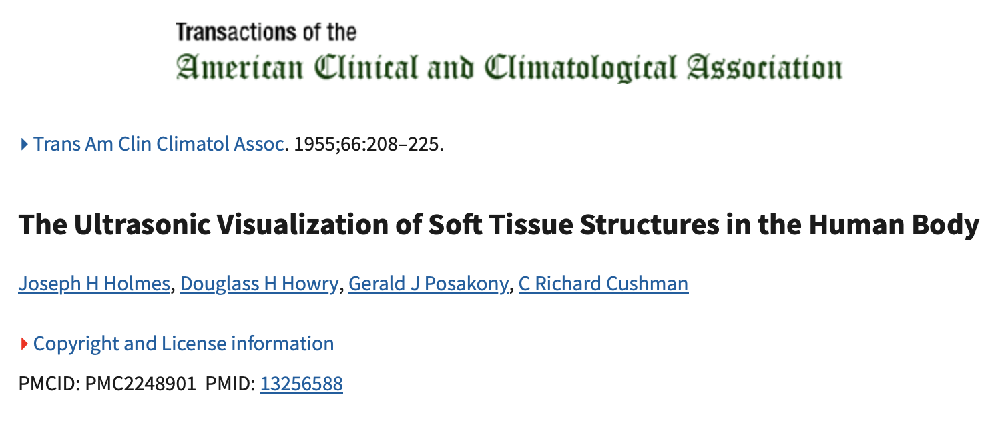 Transactions of the
American Clinical and Climatological Association
Trans Am Clin Climatol Assoc. 1955;66:208–225.
The Ultrasonic Visualization of Soft Tissue Structures in the Human Body
Joseph H Holmes, Douglass H Howry, Gerald J Posakony, C Richard Cushman
Copyright and License information
PMCID: PMC2248901 PMID: 13256588